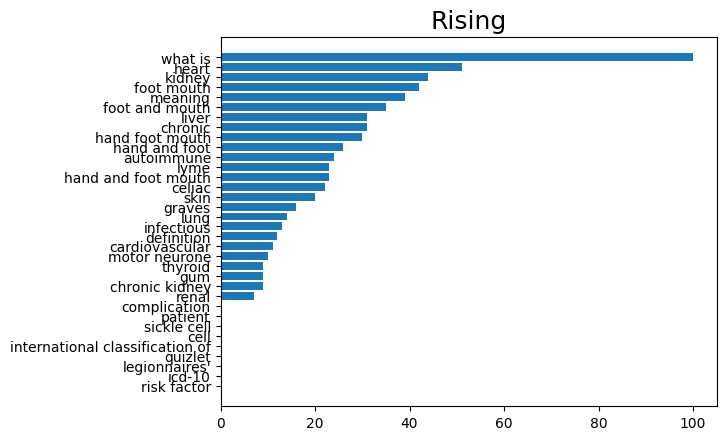 Rising
what is
heart
kidney
foot mouth
meaning
foot and mouth
liver
chronic
hand foot mouth
hand and foot
autoimmune
lyme
hand and foot mouth
celiac
skin
graves
lung
infectious
definition
cardiovascular
motor neurone
thyroid
gum
chronic kidney
renal
complication
patient
sickle cell
cell
international classification of
quizlet
legionnaires'
icd-10
risk factor
0 20 40 60 80 100